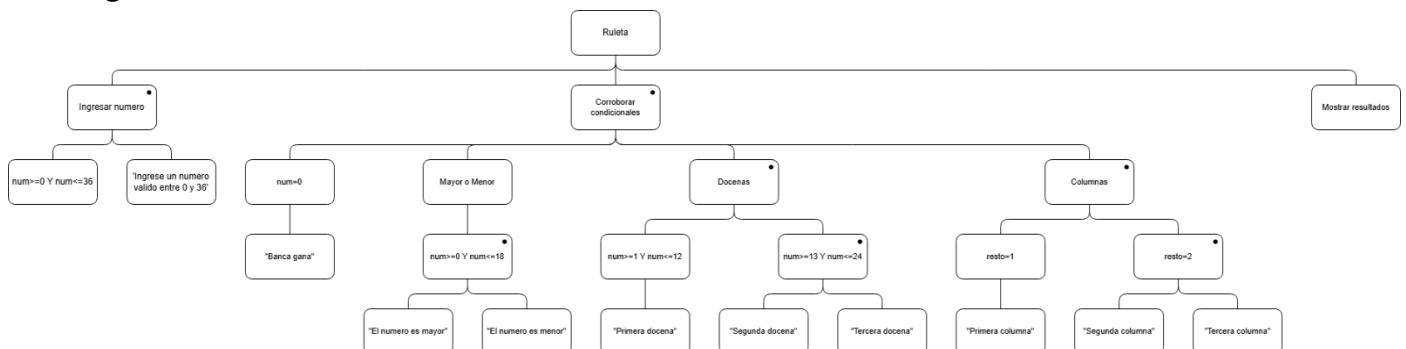 Ruleta
Ingresar numero
Corroborar
condicionales
Mostrar resultados
num>=0 Y num<=36
'Ingrese un numero
valido entre 0 y 36'
num=0
Mayor o Menor
Docenas
Columnas
"Banca gana"
num>=0 Y num<=18
num>=1 Y num<=12
num>=13 Y num<=24
resto=1
resto=2
"El numero es mayor"
"El numero es menor"
"Primera docena"
"Segunda docena"
"Tercera docena"
"Primera columna"
"Segunda columna"
"Tercera columna"